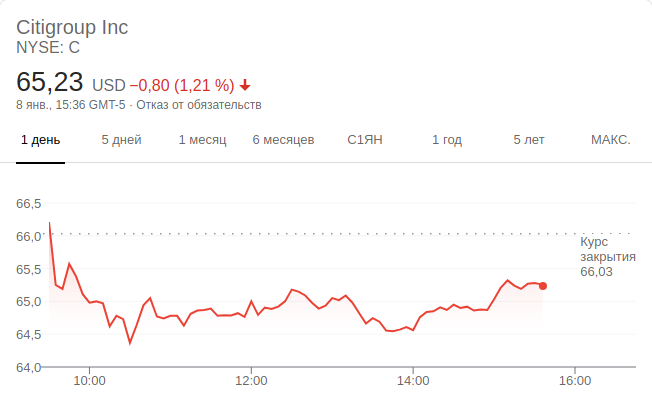 Citigroup Inc
NYSE: C
65,23 USD −0,80 (1,21 %)
8 янв., 15:36 GMT-5 · Отказ от обязательств
1 день 5 дней 1 месяц 6 месяцев С1ЯН 1 год 5 лет МАКС.
66,5
66,0
Курс
закрытия
65,5
66,03
65,0
64,5
64,0
10:00 12:00 14:00 16:00